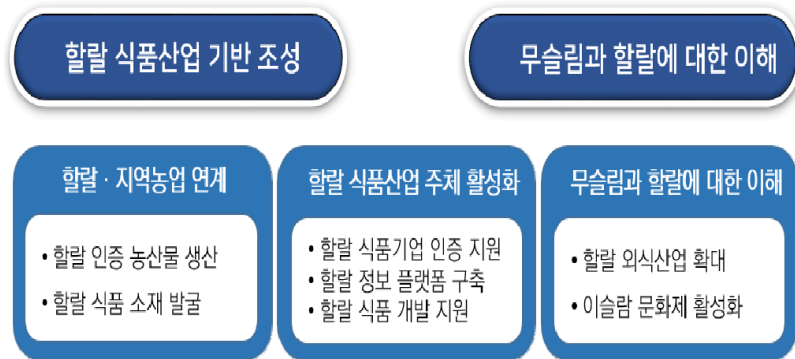 할랄 식품산업 기반 조성
무슬림과 할랄에 대한 이해
할랄 · 지역농업 연계
• 할랄 인증 농산물 생산
• 할랄 식품 소재 발굴
할랄 식품산업 주체 활성화
• 할랄 식품기업 인증 지원
• 할랄 정보 플랫폼 구축
• 할랄 식품 개발 지원
무슬림과 할랄에 대한 이해
• 할랄 외식산업 확대
• 이슬람 문화제 활성화